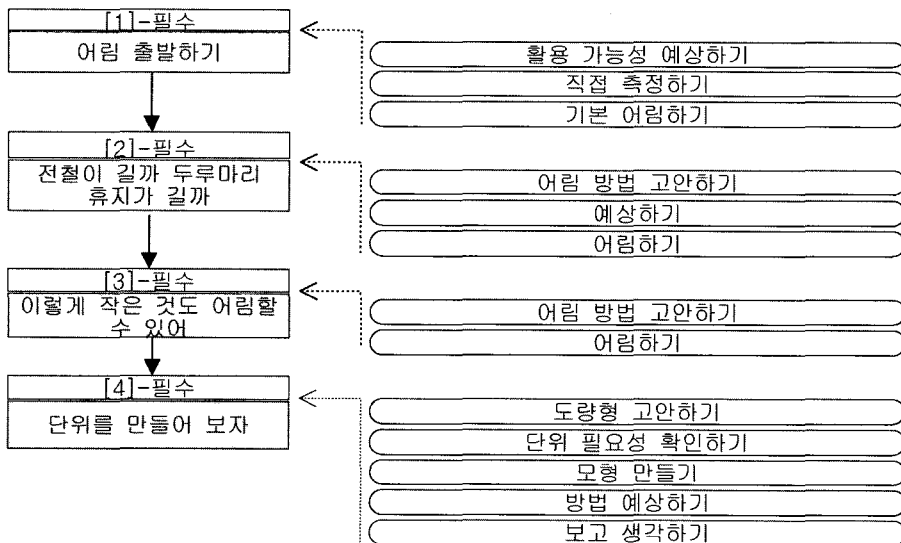 [1]-필수
어림 출발하기
활용 가능성 예상하기
직접 측정하기
기본 어림하기
[2]-필수
전철이 길까 두루마리
휴지가 길까
어림 방법 고안하기
예상하기
어림하기
[3]-필수
이렇게 작은 것도 어림할
수 있어
어림 방법 고안하기
어림하기
[4]-필수
단위를 만들어 보자
도량형 고안하기
단위 필요성 확인하기
모형 만들기
방법 예상하기
보고 생각하기